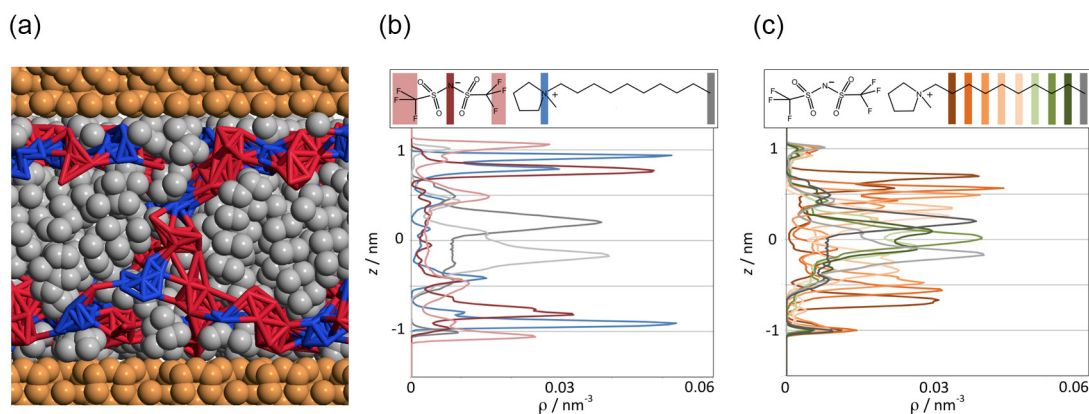 (a)
(b)
(c)
F F F O S O N − O S O F F F N +
F F F O S O N − O S O F F F N +
1
0
-1
z / nm
0 0.03 0.06
ρ / nm⁻³
1
0
-1
z / nm
0 0.03 0.06
ρ / nm⁻³